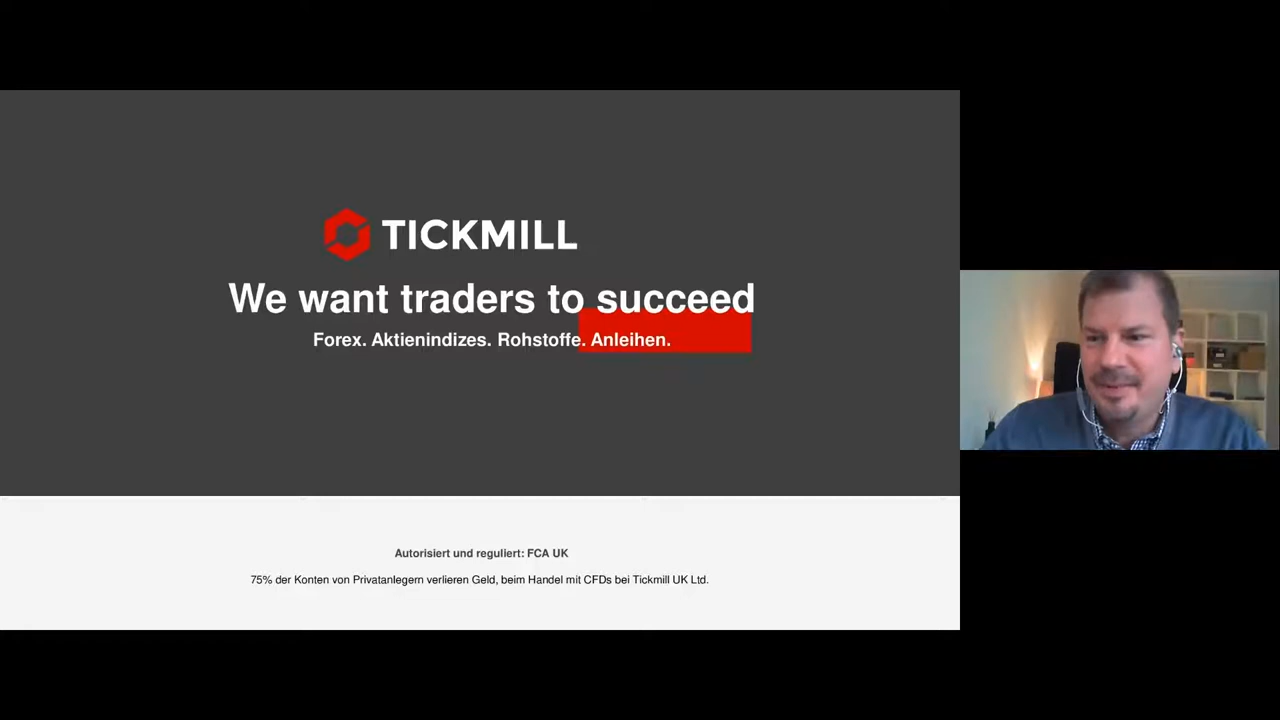 TICKMILL
We want traders to succeed
Forex. Aktienindizes. Rohstoffe. Anleihen.
Autorisiert und reguliert: FCA UK
75% der Konten von Privatanlegern verlieren Geld, beim Handel mit CFDs bei Tickmill UK Ltd.